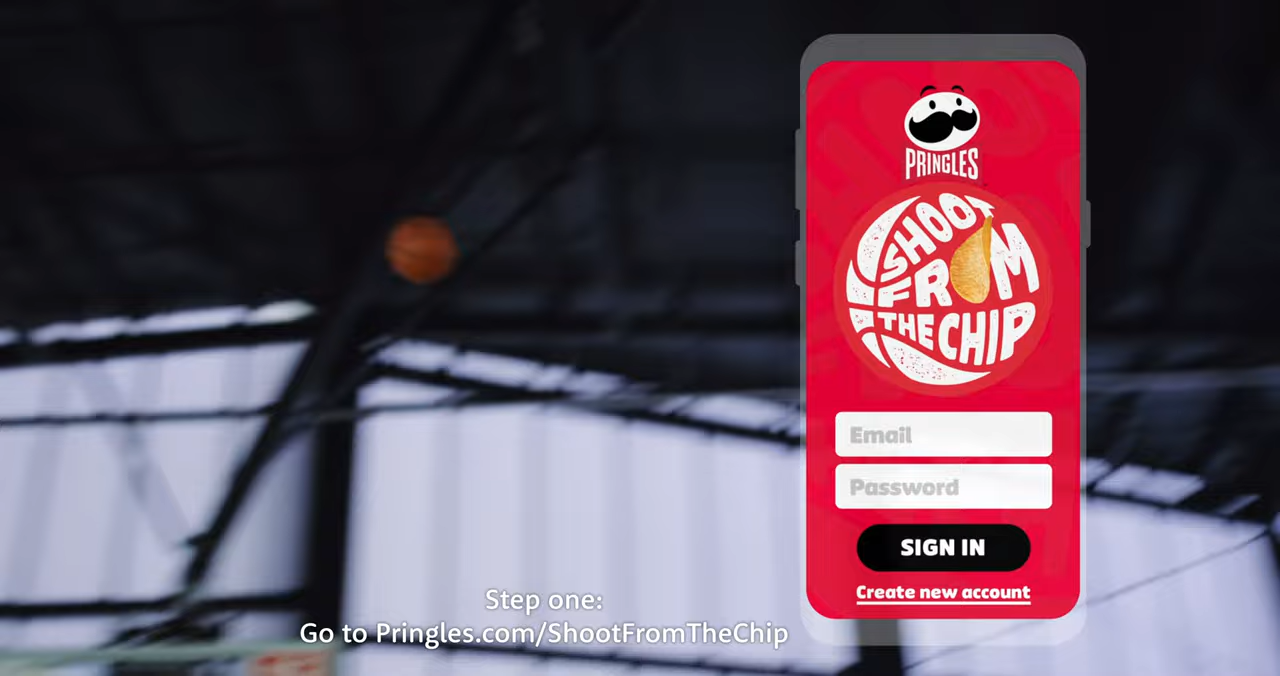 PRINGLES
SHOOT
FROM
THE CHIP
Email
Password
SIGN IN
Create new account
Step one:
Go to Pringles.com/ShootFromTheChip